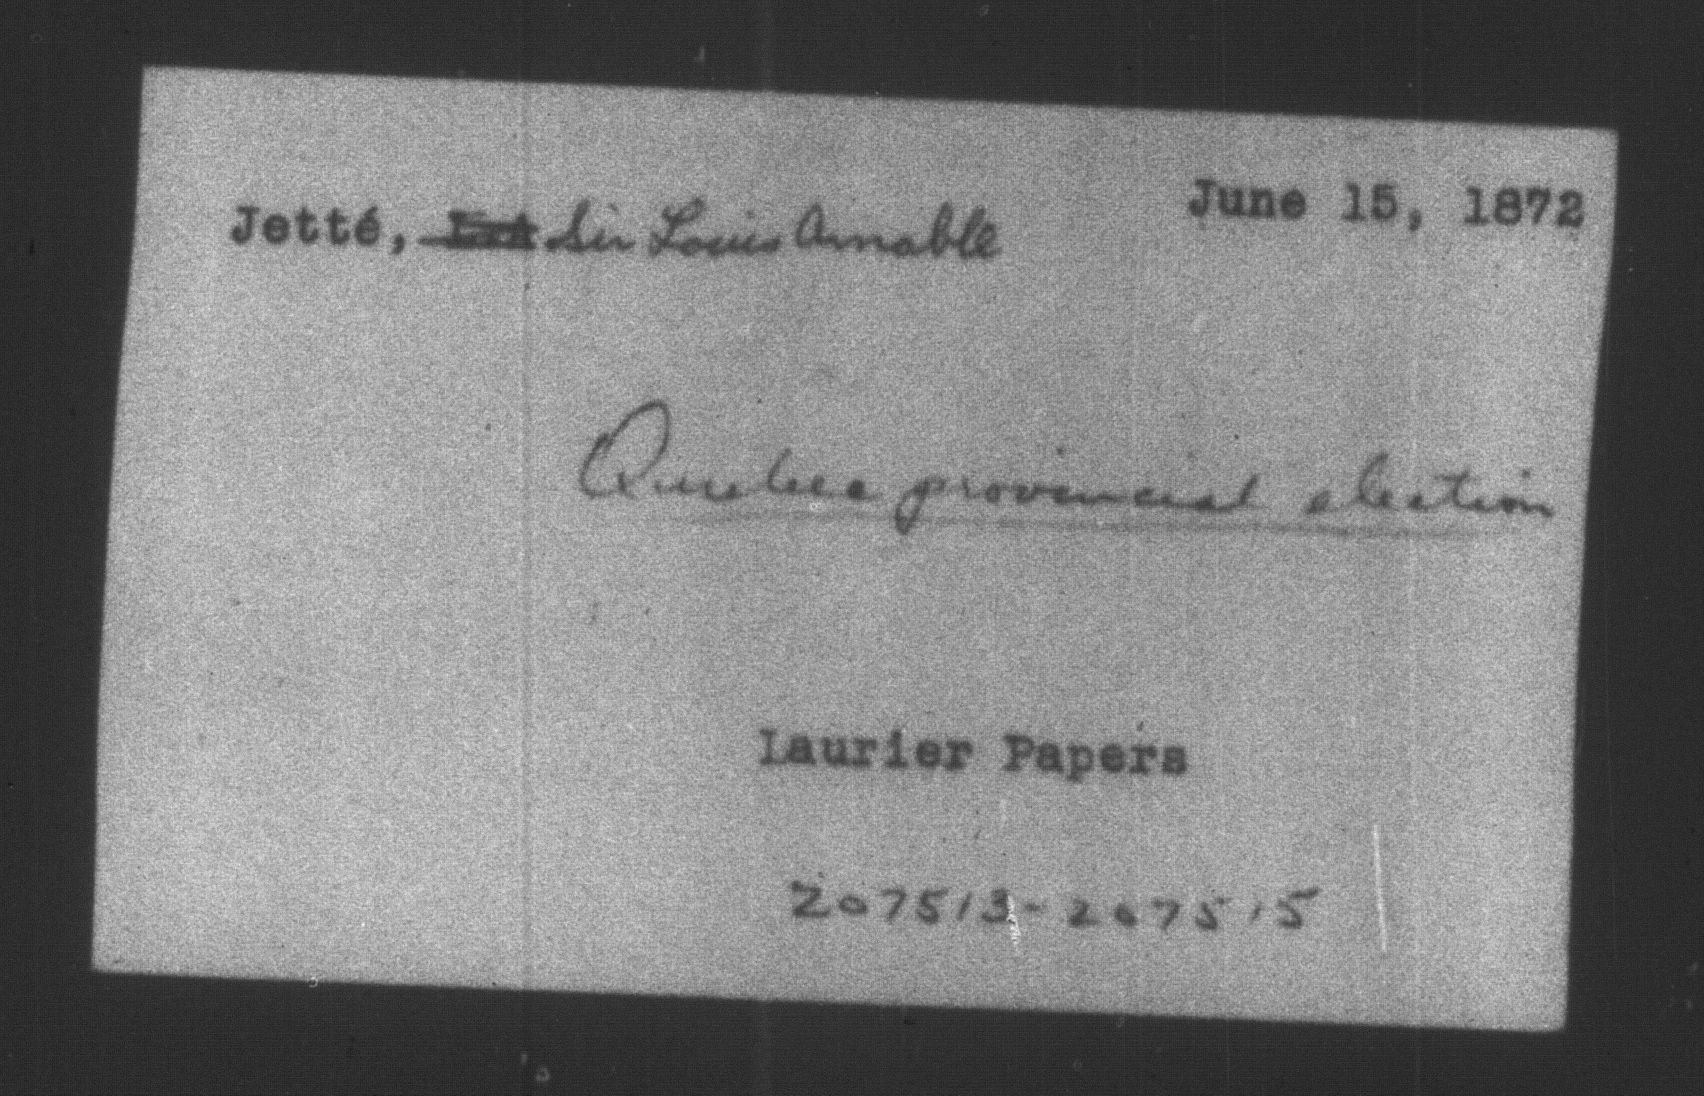 Jetté, Sir Louis Amable
June 15, 1872
Quebec provincial election
Laurier Papers
207513-207515